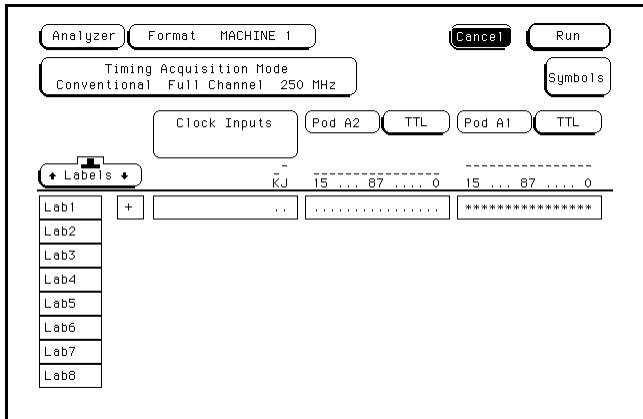 Analyzer Format MACHINE 1 Cancel Run
Timing Acquisition Mode
Conventional Full Channel 250 MHz
Symbols
Clock Inputs Pod A2 TTL Pod A1 TTL
↑ Labels ↓
KJ 15 ... 87 .... 0 15 ... 87 .... 0
Lab1 + .. ................ ****************
Lab2
Lab3
Lab4
Lab5
Lab6
Lab7
Lab8